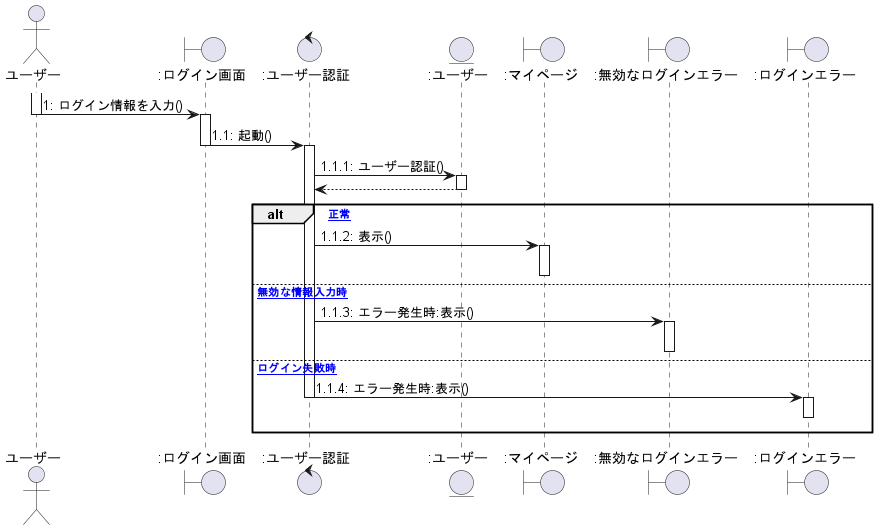 ユーザー
:ログイン画面
:ユーザー認証
:ユーザー
:マイページ
:無効なログインエラー
:ログインエラー
1: ログイン情報を入力()
1.1: 起動()
1.1.1: ユーザー認証()
alt
正常
1.1.2: 表示()
無効な情報入力時
1.1.3: エラー発生時:表示()
ログイン失敗時
1.1.4: エラー発生時:表示()
ユーザー
:ログイン画面
:ユーザー認証
:ユーザー
:マイページ
:無効なログインエラー
:ログインエラー